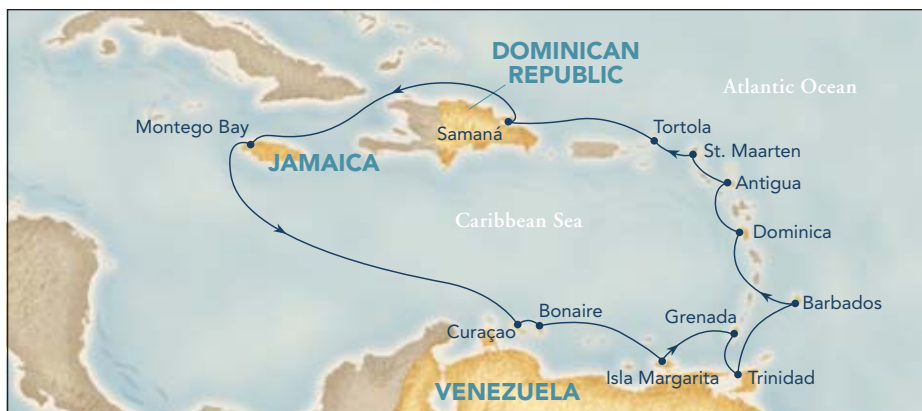 DOMINICAN
REPUBLIC
Atlantic Ocean
Montego Bay
Samaná
Tortola
St. Maarten
JAMAICA
Antigua
Caribbean Sea
Dominica
Bonaire
Grenada
Barbados
Curaçao
Isla Margarita
Trinidad
VENEZUELA